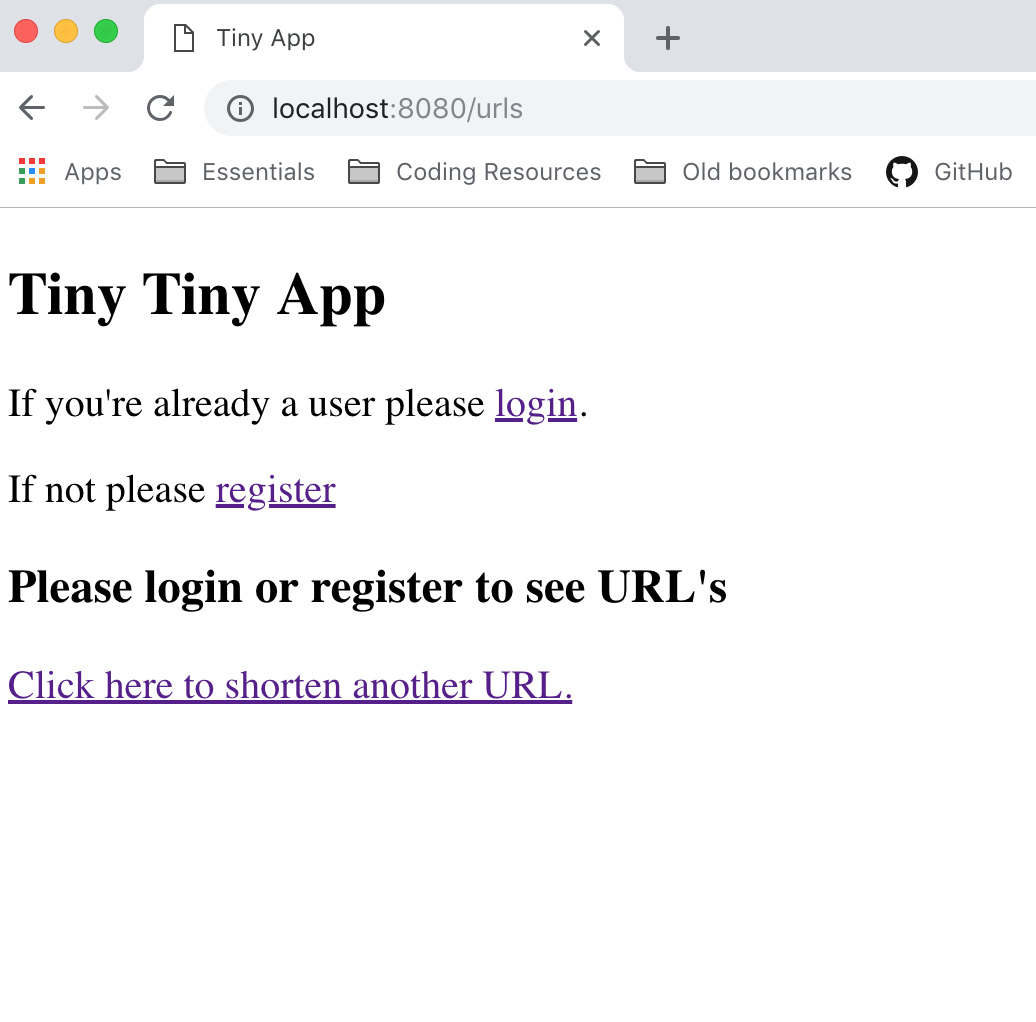 Tiny App
localhost:8080/urls
Apps Essentials Coding Resources Old bookmarks GitHub
Tiny Tiny App
If you're already a user please login.
If not please register
Please login or register to see URL's
Click here to shorten another URL.